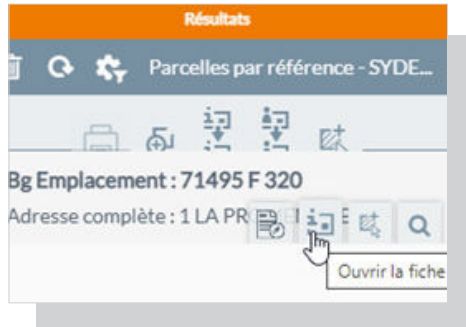 Résultats
Parcelles par référence - SYDE...
Bg Emplacement : 71495 F 320
Adresse complète : 1 LA PR
Ouvrir la fiche